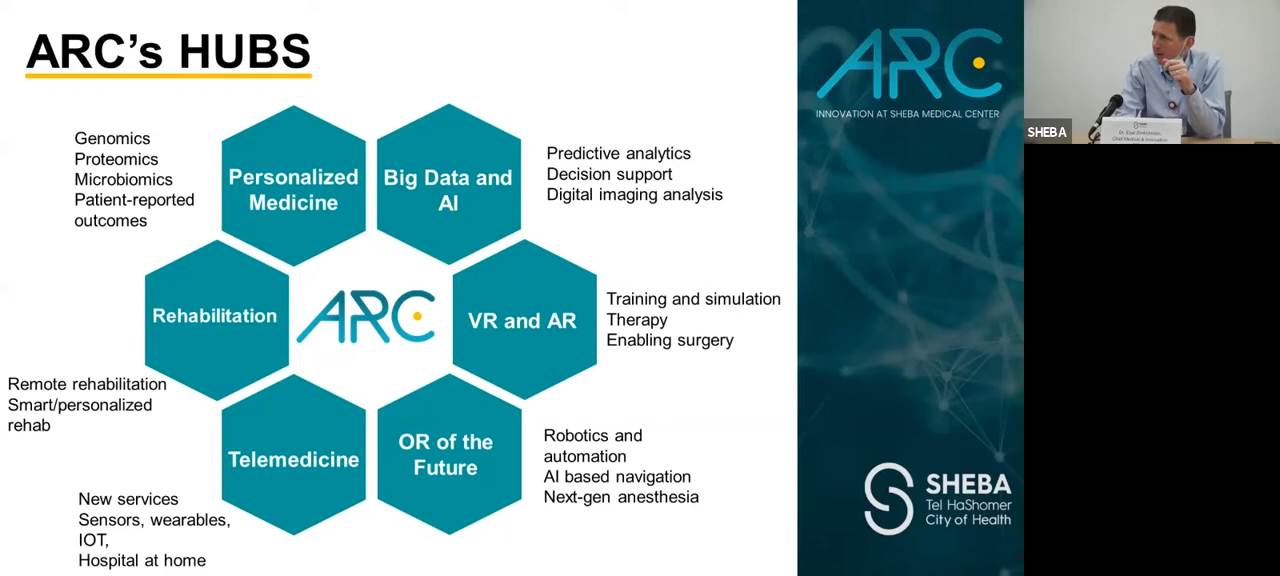 ARC's HUBS
Genomics
Proteomics
Microbiomics
Patient-reported
outcomes
Personalized
Medicine
Big Data and
AI
Predictive analytics
Decision support
Digital imaging analysis
Rehabilitation
ARC
VR and AR
Training and simulation
Therapy
Enabling surgery
Remote rehabilitation
Smart/personalized
rehab
Telemedicine
OR of the
Future
Robotics and
automation
AI based navigation
Next-gen anesthesia
New services
Sensors, wearables,
IOT,
Hospital at home
ARC
INNOVATION AT SHEBA MEDICAL CENTER
SHEBA
Tel HaShomer
City of Health
SHEBA